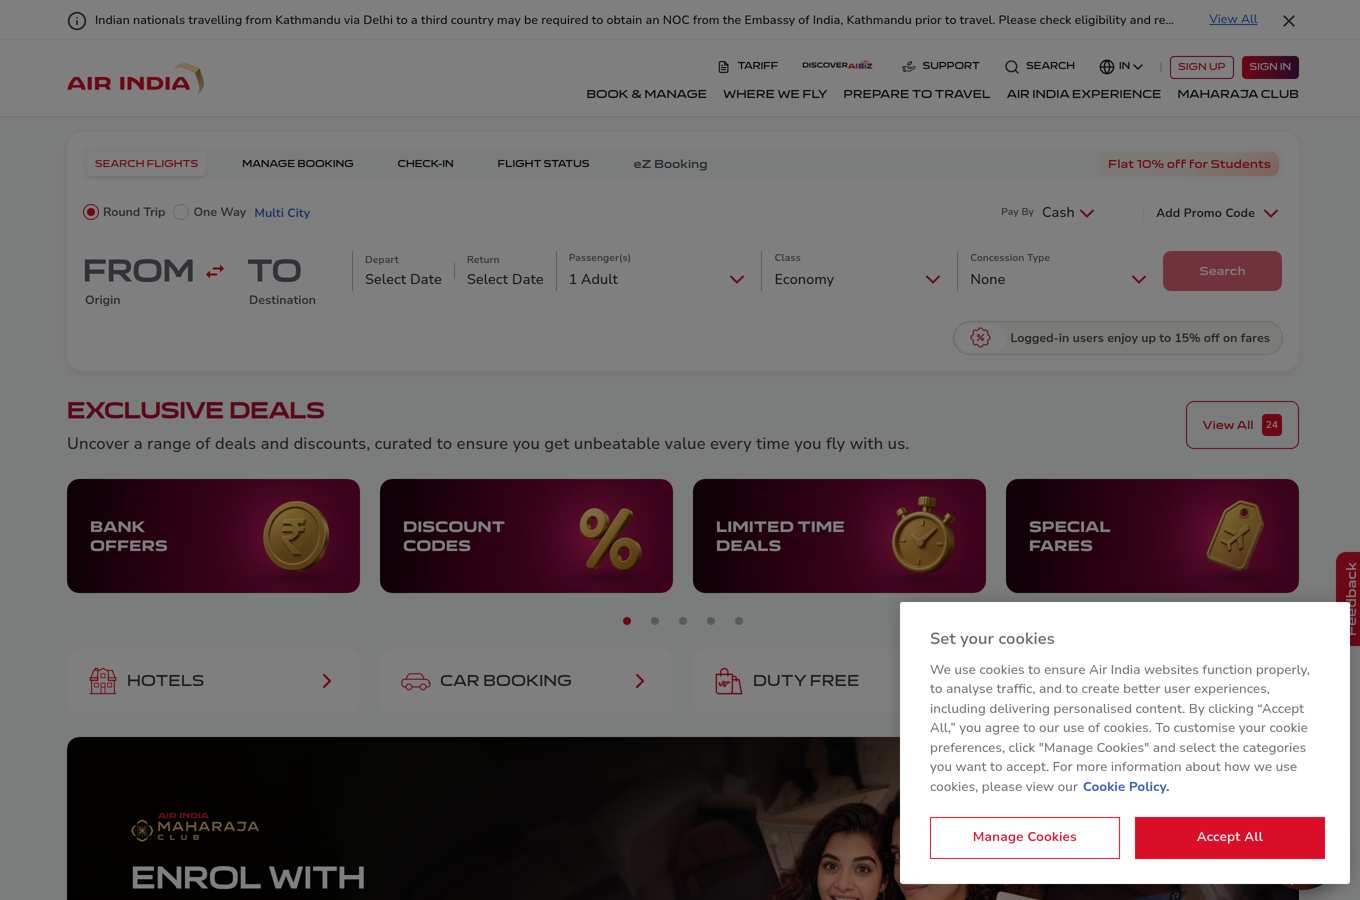 Indian nationals travelling from Kathmandu via Delhi to a third country may be required to obtain an NOC from the Embassy of India, Kathmandu prior to travel. Please check eligibility and re... View All
AIR INDIA
TARIFF DISCOVER AIBIZ SUPPORT SEARCH IN SIGN UP SIGN IN
BOOK & MANAGE WHERE WE FLY PREPARE TO TRAVEL AIR INDIA EXPERIENCE MAHARAJA CLUB
SEARCH FLIGHTS MANAGE BOOKING CHECK-IN FLIGHT STATUS eZ Booking Flat 10% off for Students
Round Trip One Way Multi City Pay By Cash Add Promo Code
FROM TO
Origin Destination
Depart Return Passenger(s) Class Concession Type
Select Date Select Date 1 Adult Economy None Search
Logged-in users enjoy up to 15% off on fares
EXCLUSIVE DEALS
Uncover a range of deals and discounts, curated to ensure you get unbeatable value every time you fly with us.
View All 24
BANK
OFFERS
DISCOUNT
CODES
LIMITED TIME
DEALS
SPECIAL
FARES
Feedback
HOTELS CAR BOOKING DUTY FREE
AIR INDIA
MAHARAJA
CLUB
ENROL WITH
Set your cookies
We use cookies to ensure Air India websites function properly,
to analyse traffic, and to create better user experiences,
including delivering personalised content. By clicking “Accept
All,” you agree to our use of cookies. To customise your cookie
preferences, click "Manage Cookies" and select the categories
you want to accept. For more information about how we use
cookies, please view our Cookie Policy.
Manage Cookies Accept All